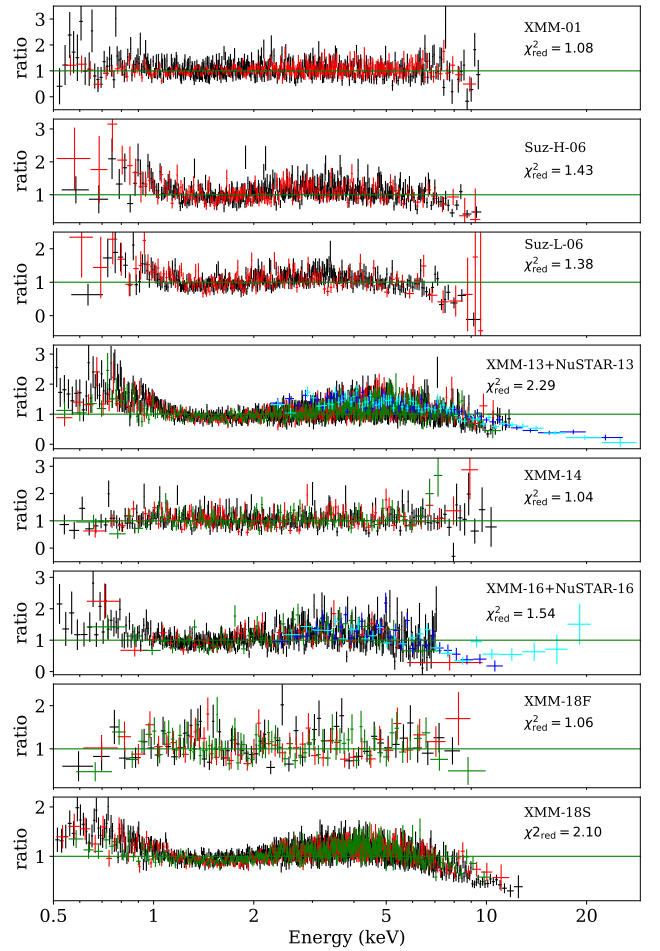 XMM-01
χ²red = 1.08
ratio
3
2
1
0
Suz-H-06
χ²red = 1.43
ratio
3
2
1
Suz-L-06
χ²red = 1.38
ratio
2
1
0
XMM-13+NuSTAR-13
χ²red = 2.29
ratio
3
2
1
0
XMM-14
χ²red = 1.04
ratio
3
2
1
0
XMM-16+NuSTAR-16
χ²red = 1.54
ratio
3
2
1
0
XMM-18F
χ²red = 1.06
ratio
2
1
XMM-18S
χ2red = 2.10
ratio
2
1
0.5 1 2 5 10 20
Energy (keV)